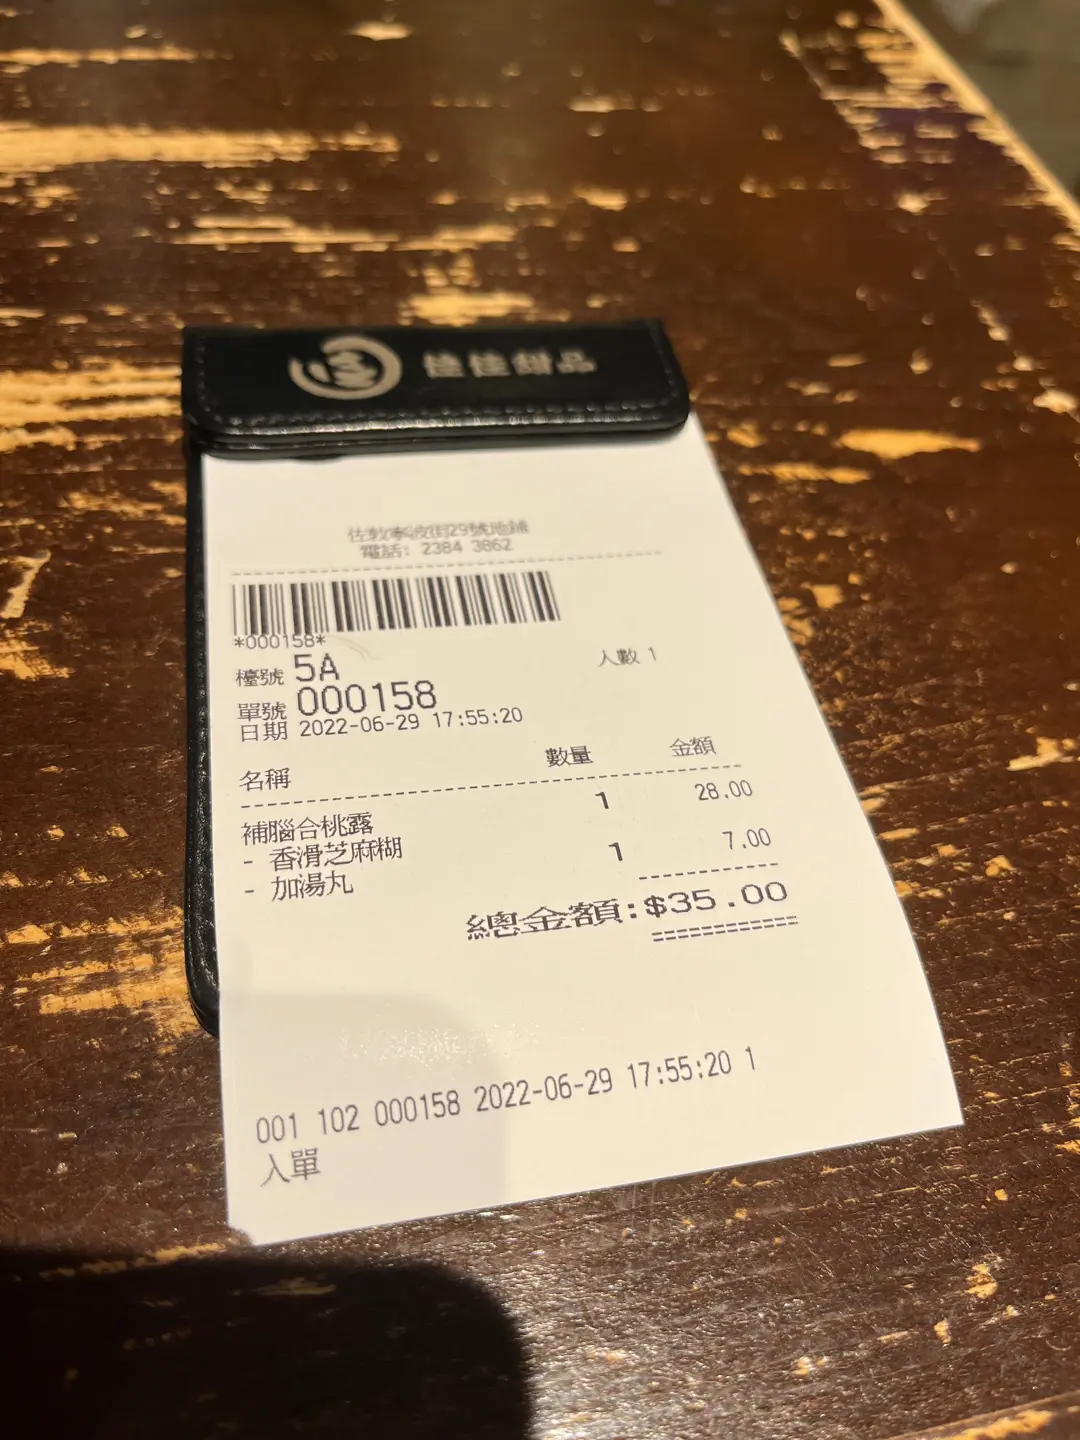 佳佳甜品
佐敦寧波街29號地舖
電話: 2384 3862
*000158*
檯號 5A 人數 1
單號 000158
日期 2022-06-29 17:55:20
名稱 數量 金額
補腦合桃露 1 28.00
- 香滑芝麻糊
- 加湯丸 1 7.00
總金額:$35.00
001 102 000158 2022-06-29 17:55:20 1
入單